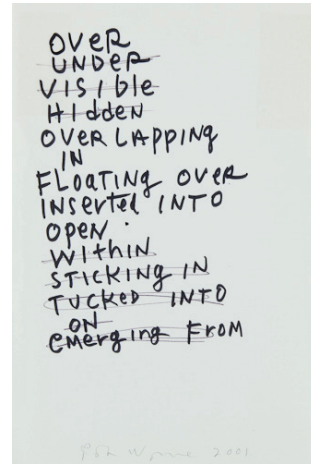 OVER
UNDER
VISIble
HIddeN
OVERLAPPINg
IN
FLOaTINg OVER
INSerted INTO
OPEN.
WIthIN
STICKINg IN
TUCKED INTO
ON
emerging FROM
2001